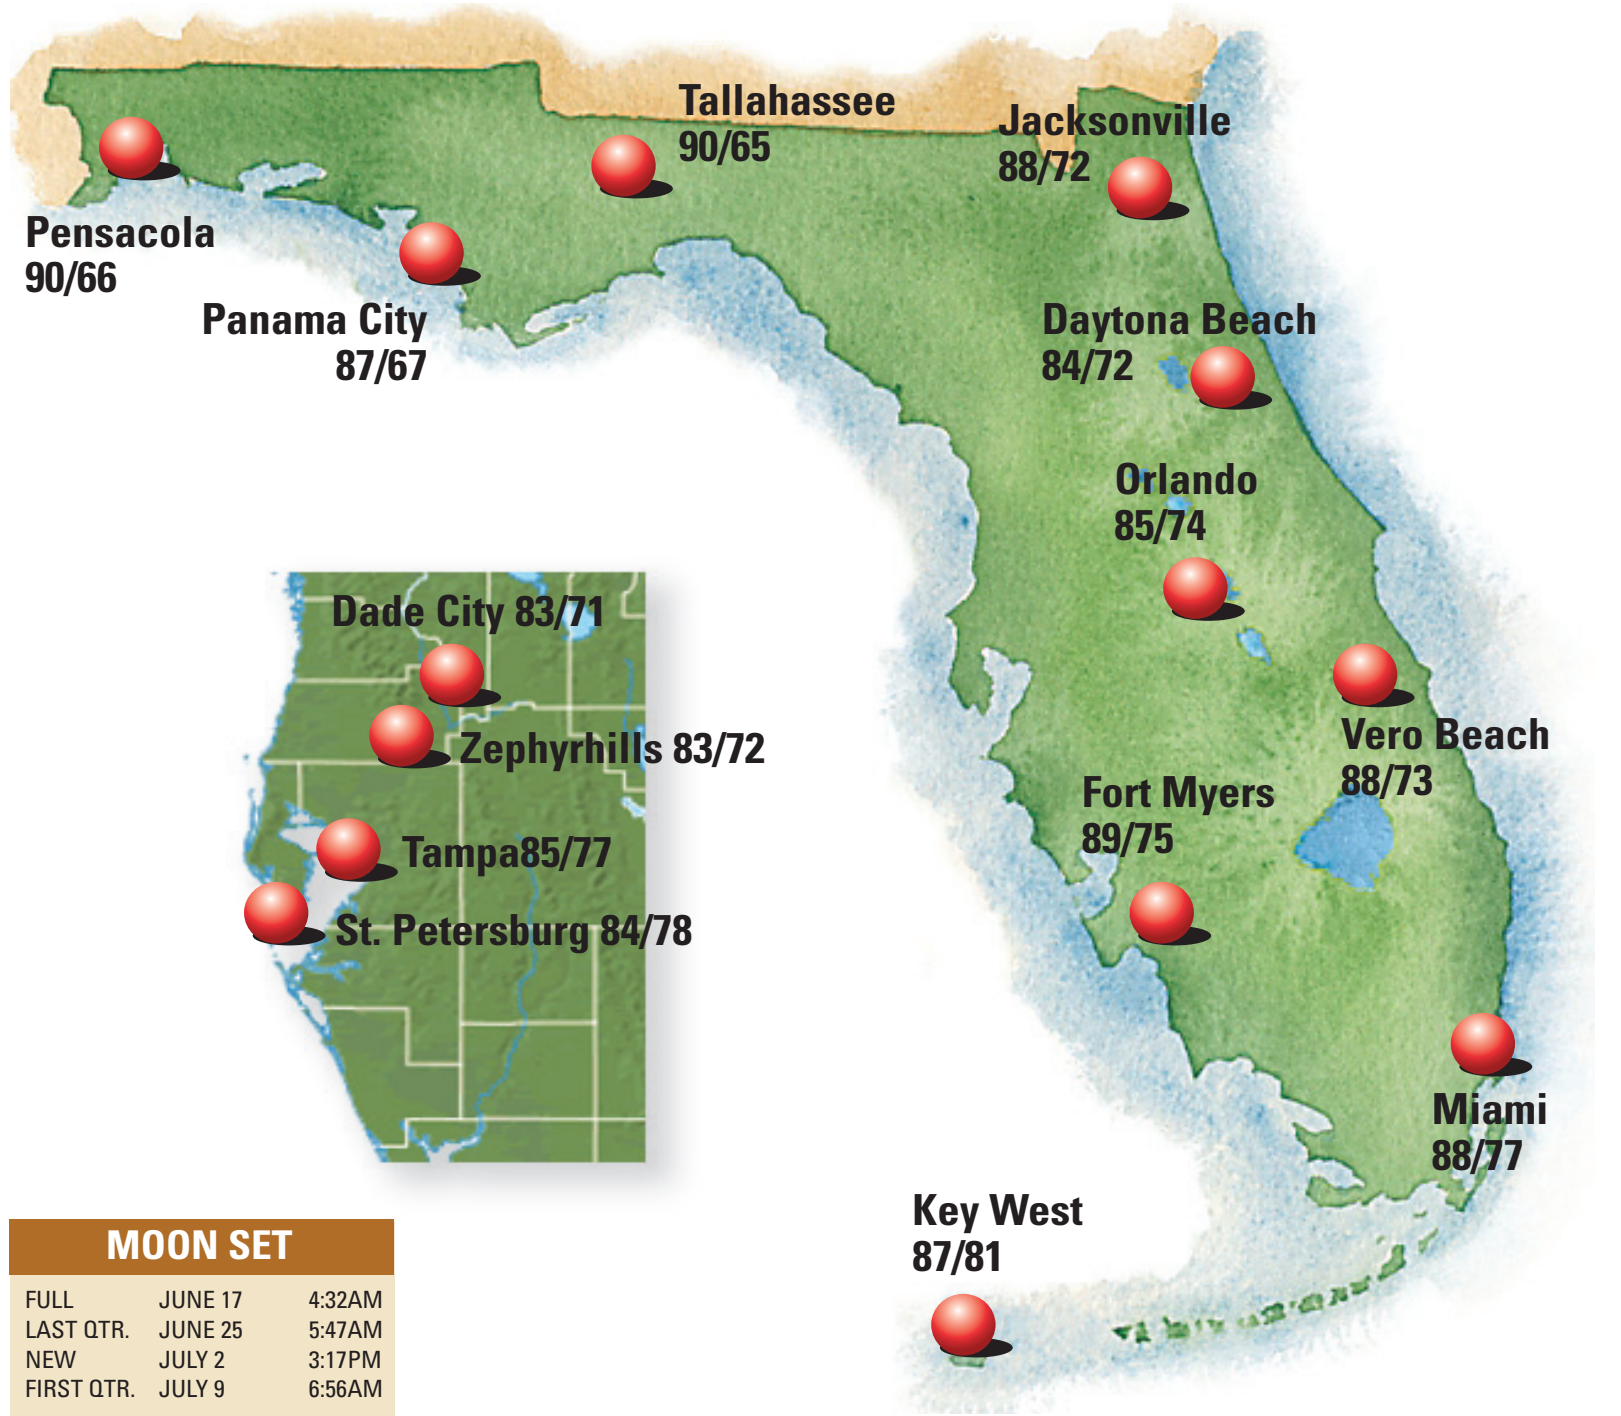 Tallahassee
90/65
Jacksonville
88/72
Pensacola
90/66
Panama City
87/67
Daytona Beach
84/72
Orlando
85/74
Dade City 83/71
Zephyrhills 83/72
Tampa85/77
St. Petersburg 84/78
Vero Beach
88/73
Fort Myers
89/75
Miami
88/77
Key West
87/81
MOON SET
FULL JUNE 17 4:32AM
LAST QTR. JUNE 25 5:47AM
NEW JULY 2 3:17PM
FIRST QTR. JULY 9 6:56AM